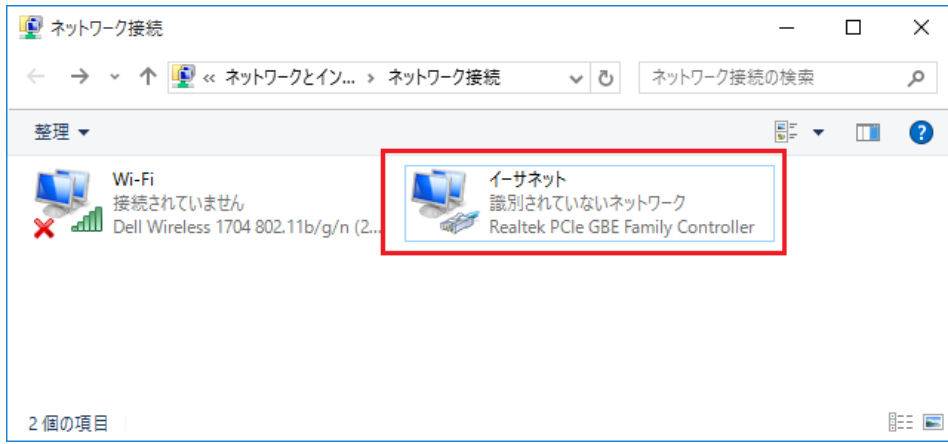 ネットワーク接続
« ネットワークとイン... › ネットワーク接続
ネットワーク接続の検索
整理
Wi-Fi
接続されていません
Dell Wireless 1704 802.11b/g/n (2...
イーサネット
識別されていないネットワーク
Realtek PCIe GBE Family Controller
2 個の項目